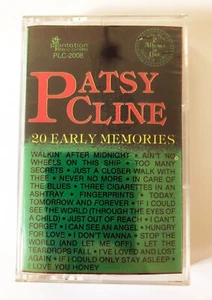 plantation
PLC-2008
PATSY
CLINE
20 EARLY MEMORIES
WALKIN' AFTER MIDNIGHT • AIN'T NO
WHEELS ON THIS SHIP • TOO MANY
SECRETS • JUST A CLOSER WALK WITH
THEE • NEVER NO MORE • IN CARE OF
THE BLUES • THREE CIGARETTES IN AN
ASHTRAY • FINGERPRINTS • TODAY,
TOMORROW AND FOREVER • IF I COULD
SEE THE WORLD (THROUGH THE EYES OF
A CHILD) • JUST OUT OF REACH • I CAN'T
FORGET • I CAN SEE AN ANGEL • HUNGRY
FOR LOVE • I DON'T WANNA • STOP THE
WORLD (AND LET ME OFF) • LET THE
TEARDROPS FALL • I'VE LOVED AND LOST
AGAIN • IF I COULD ONLY STAY ASLEEP •
I LOVE YOU HONEY